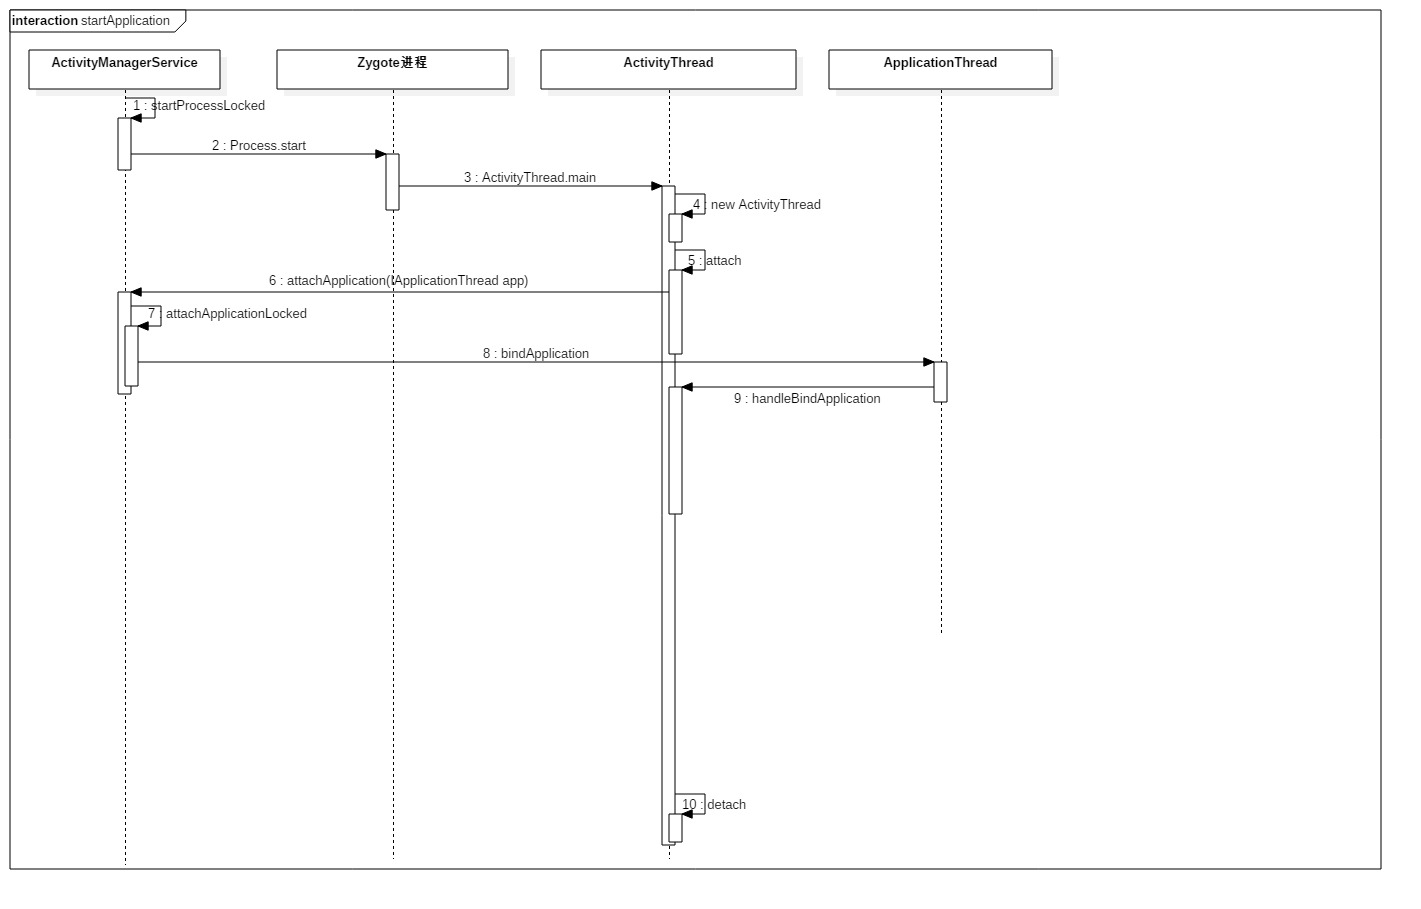 interaction startApplication
ActivityManagerService
Zygote进程
ActivityThread
ApplicationThread
1 : startProcessLocked
2 : Process.start
3 : ActivityThread.main
4 : new ActivityThread
5 : attach
6 : attachApplication(IApplicationThread app)
7 : attachApplicationLocked
8 : bindApplication
9 : handleBindApplication
10 : detach